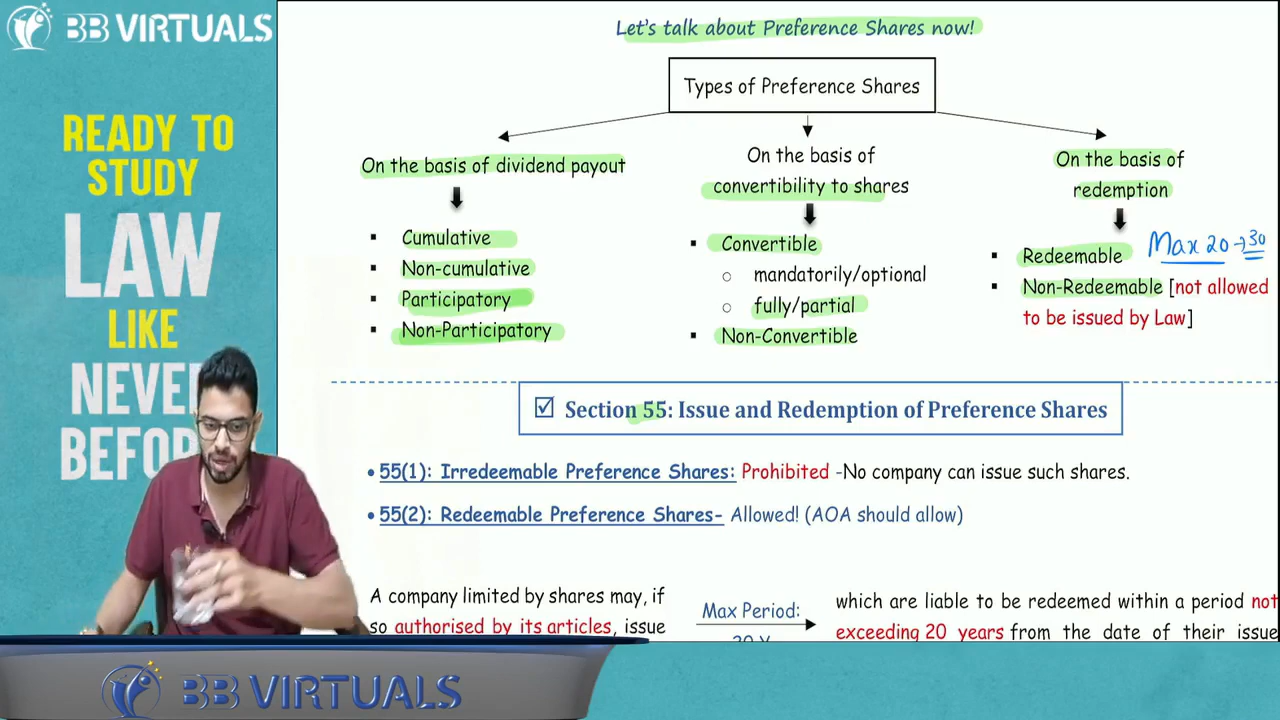 BB VIRTUALS
READY TO
STUDY
LAW
LIKE
NEVER
BEFOR
Let's talk about Preference Shares now!
Types of Preference Shares
On the basis of dividend payout
▪ Cumulative
▪ Non-cumulative
▪ Participatory
▪ Non-Participatory
On the basis of
convertibility to shares
▪ Convertible
o mandatorily/optional
o fully/partial
▪ Non-Convertible
On the basis of
redemption
▪ Redeemable Max 20 → 30
▪ Non-Redeemable [not allowed
to be issued by Law]
☑ Section 55: Issue and Redemption of Preference Shares
• 55(1): Irredeemable Preference Shares: Prohibited -No company can issue such shares.
• 55(2): Redeemable Preference Shares- Allowed! (AOA should allow)
A company limited by shares may, if
so authorised by its articles, issue
Max Period:
20 Y
which are liable to be redeemed within a period not
exceeding 20 years from the date of their issue
BB VIRTUALS